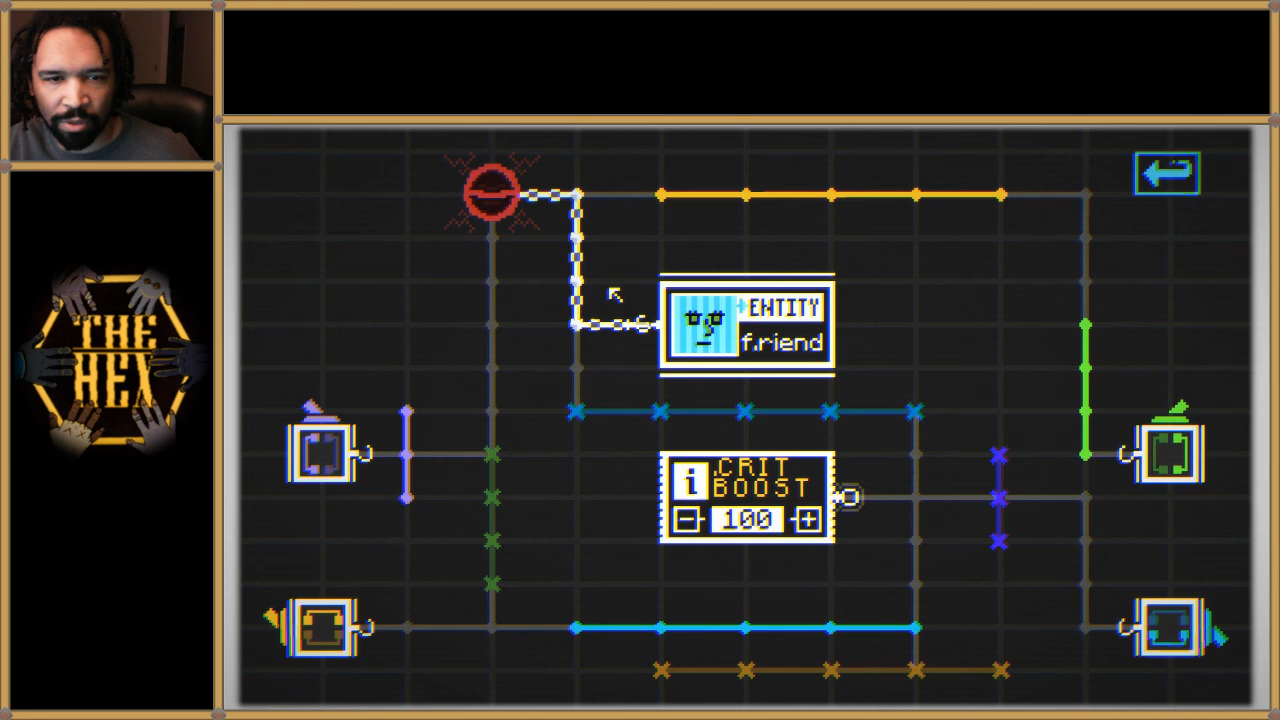 THE
HEX
ENTITY
f.riend
i
.CRIT
BOOST
100